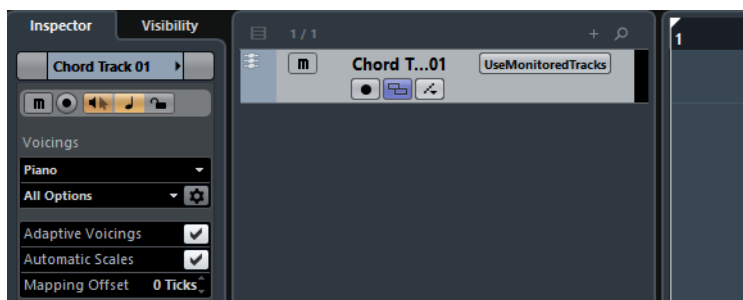 Inspector Visibility
Chord Track 01
m
Voicings
Piano
All Options
Adaptive Voicings
Automatic Scales
Mapping Offset 0 Ticks
1 / 1 +
m Chord T...01 UseMonitoredTracks
1